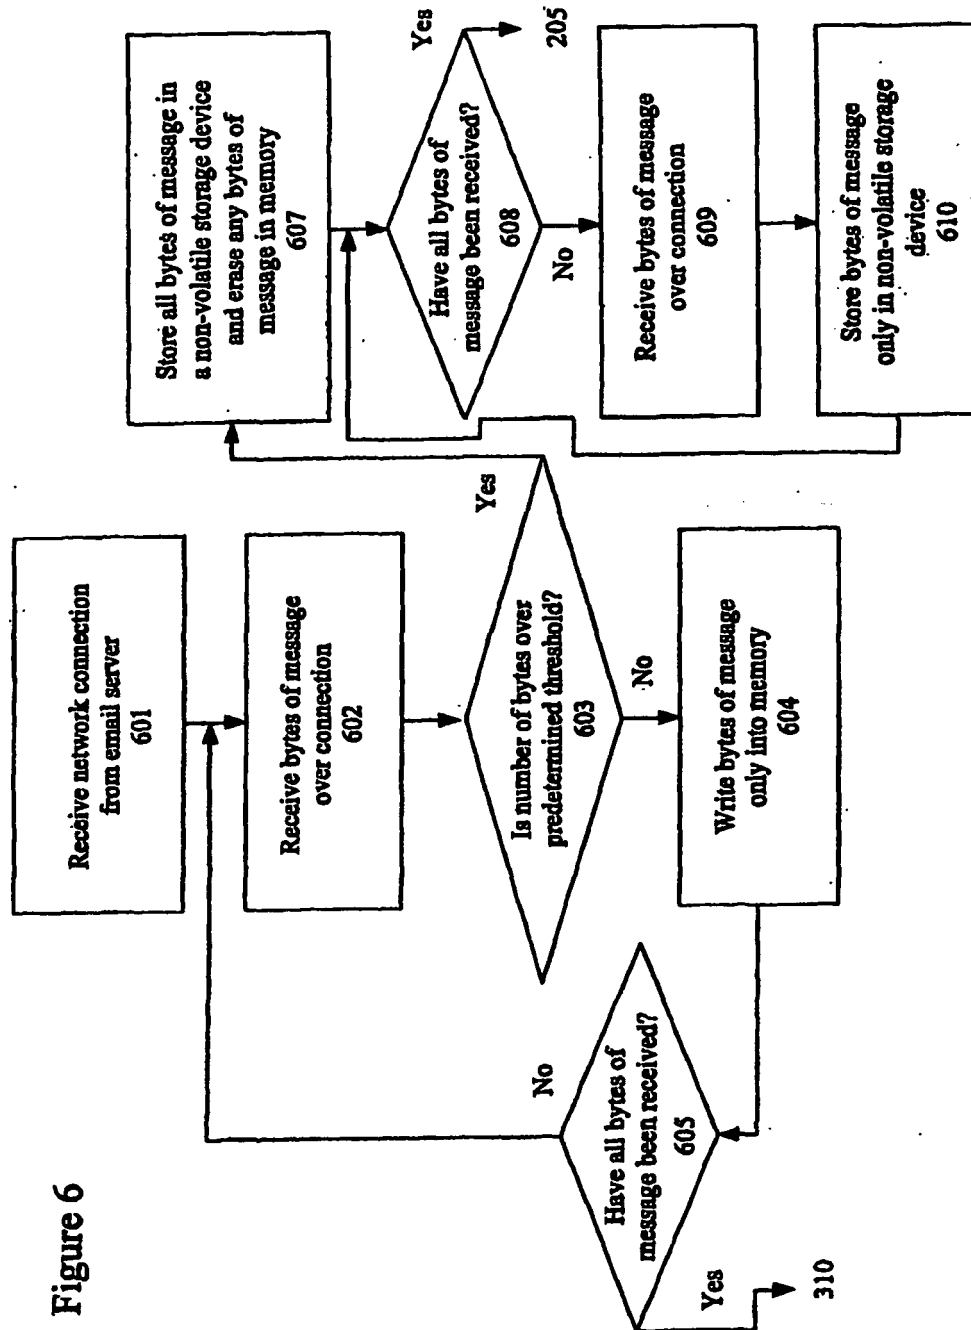 Figure 6
Receive network connection
from email server
601
Receive bytes of message
over connection
602
Is number of bytes over
predetermined threshold?
603
Yes
No
Write bytes of message
only into memory
604
Have all bytes of
message been received?
605
No
Yes
310
Store all bytes of message in
a non-volatile storage device
and erase any bytes of
message in memory
607
Have all bytes of
message been received?
608
Yes
205
No
Receive bytes of message
over connection
609
Store bytes of message
only in non-volatile storage
device
610